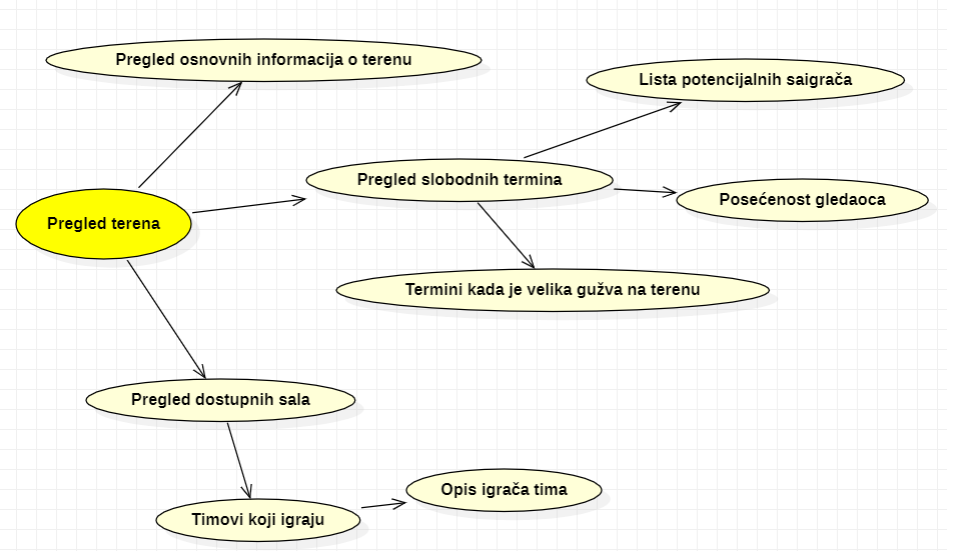 Pregled osnovnih informacija o terenu
Lista potencijalnih saigrača
Pregled slobodnih termina
Posećenost gledaoca
Pregled terena
Termini kada je velika gužva na terenu
Pregled dostupnih sala
Opis igrača tima
Timovi koji igraju